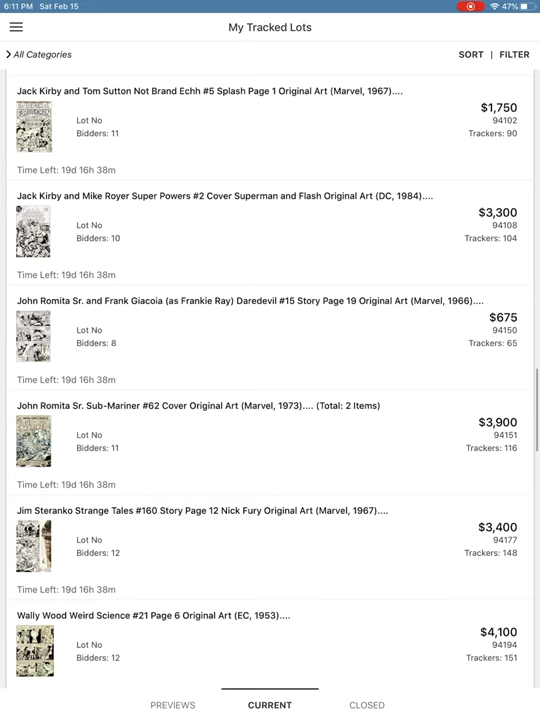 6:11 PM Sat Feb 15
47%
My Tracked Lots
All Categories
SORT | FILTER
Jack Kirby and Tom Sutton Not Brand Echh #5 Splash Page 1 Original Art (Marvel, 1967)....
$1,750
Lot No 94102
Bidders: 11 Trackers: 90
Time Left: 19d 16h 38m
Jack Kirby and Mike Royer Super Powers #2 Cover Superman and Flash Original Art (DC, 1984)....
$3,300
Lot No 94108
Bidders: 10 Trackers: 104
Time Left: 19d 16h 38m
John Romita Sr. and Frank Giacoia (as Frankie Ray) Daredevil #15 Story Page 19 Original Art (Marvel, 1966)....
$675
Lot No 94150
Bidders: 8 Trackers: 65
Time Left: 19d 16h 38m
John Romita Sr. Sub-Mariner #62 Cover Original Art (Marvel, 1973).... (Total: 2 Items)
$3,900
Lot No 94151
Bidders: 11 Trackers: 116
Time Left: 19d 16h 38m
Jim Steranko Strange Tales #160 Story Page 12 Nick Fury Original Art (Marvel, 1967)....
$3,400
Lot No 94177
Bidders: 12 Trackers: 148
Time Left: 19d 16h 38m
Wally Wood Weird Science #21 Page 6 Original Art (EC, 1953)....
$4,100
Lot No 94194
Bidders: 12 Trackers: 151
PREVIEWS CURRENT CLOSED